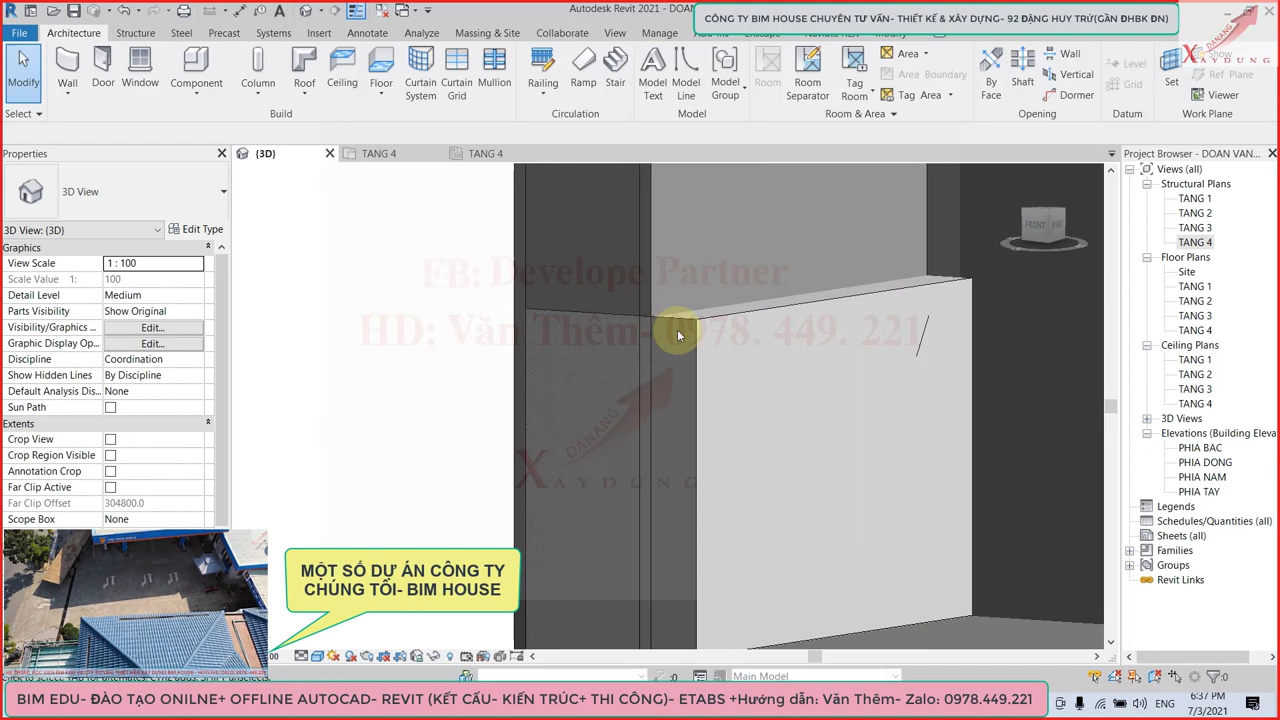 Autodesk Revit 2021 - DOAN VAN...
CÔNG TY BIM HOUSE CHUYÊN TƯ VẤN- THIẾT KẾ & XÂY DỰNG- 92 ĐẶNG HUY TRỨ(GẦN ĐHBK ĐN)
File Architecture Structure Steel Precast Systems Insert Annotate Analyze Massing & Site Collaborate View Manage
XÂYDỰNG
DANANG
Modify Wall Door Window Component Column Roof Ceiling Floor Curtain System Curtain Grid Mullion Railing Ramp Stair Model Text Model Line Model Group Room Room Separator Tag Room Area Area Boundary Tag Area By Face Shaft Wall Vertical Dormer Level Grid Set Show Ref Plane Viewer
Select Build Circulation Model Room & Area Opening Datum Work Plane
Properties
(3D) TANG 4 TANG 4
Project Browser - DOAN VAN...
3D View
3D View: {3D}
Edit Type
Graphics
View Scale 1 : 100
Scale Value 1: 100
Detail Level Medium
Parts Visibility Show Original
Visibility/Graphics ... Edit...
Graphic Display Op... Edit...
Discipline Coordination
Show Hidden Lines By Discipline
Default Analysis Dis... None
Sun Path
Extents
Crop View
Crop Region Visible
Annotation Crop
Far Clip Active
Far Clip Offset 304800.0
Scope Box None
FRONT
FB: Develope Partner
HD: Văn Thêm- 0978. 449. 221
DANANG
XAYDUNG
Views (all)
Structural Plans
TANG 1
TANG 2
TANG 3
TANG 4
Floor Plans
Site
TANG 1
TANG 2
TANG 3
TANG 4
Ceiling Plans
TANG 1
TANG 2
TANG 3
TANG 4
3D Views
Elevations (Building Eleva
PHIA BAC
PHIA DONG
PHIA NAM
PHIA TAY
Legends
Schedules/Quantities (all)
Sheets (all)
Families
Groups
Revit Links
MỘT SỐ DỰ ÁN CÔNG TY
CHÚNG TÔI- BIM HOUSE
Main Model
:0
BIM EDU- ĐÀO TẠO ONILNE+ OFFLINE AUTOCAD- REVIT (KẾT CẤU- KIẾN TRÚC+ THI CÔNG)- ETABS +Hướng dẫn: Văn Thêm- Zalo: 0978.449.221
ENG
6:37 PM
7/3/2021